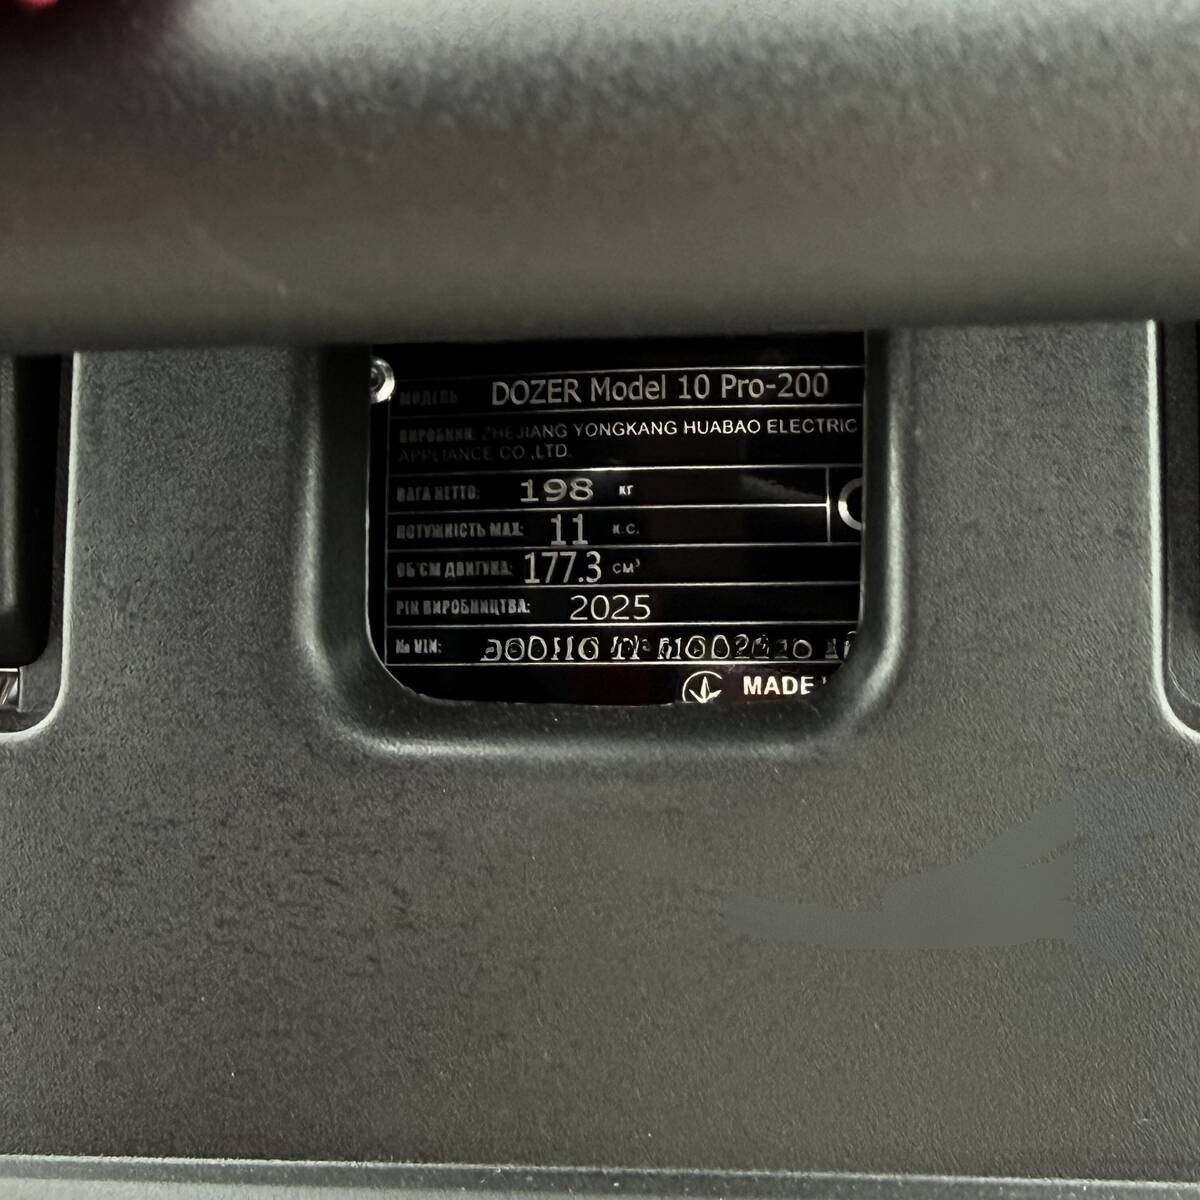 МОДЕЛЬ DOZER Model 10 Pro-200
ВИРОБНИК: ZHEJIANG YONGKANG HUABAO ELECTRIC
APPLIANCE CO.,LTD.
ВАГА НЕТТО: 198 кг
ПОТУЖНІСТЬ MAX: 11 к.с.
ОБ'ЄМ ДВИГУНА: 177.3 см³
РІК ВИРОБНИЦТВА: 2025
№ VIN:
MADE